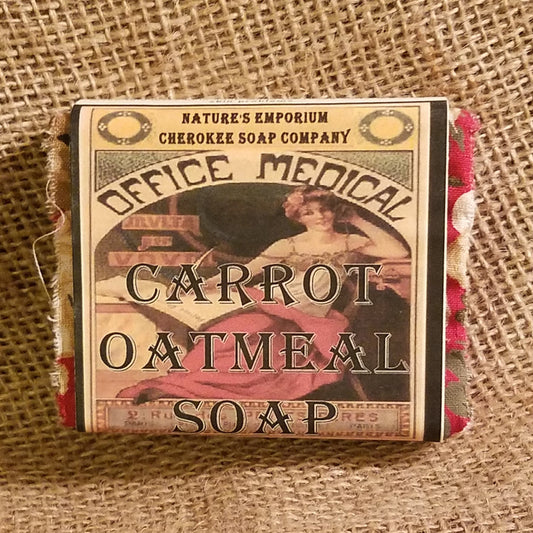 NATURE'S EMPORIUM
CHEROKEE SOAP COMPANY
OFFICE MEDICAL
CARROT
OATMEAL
SOAP